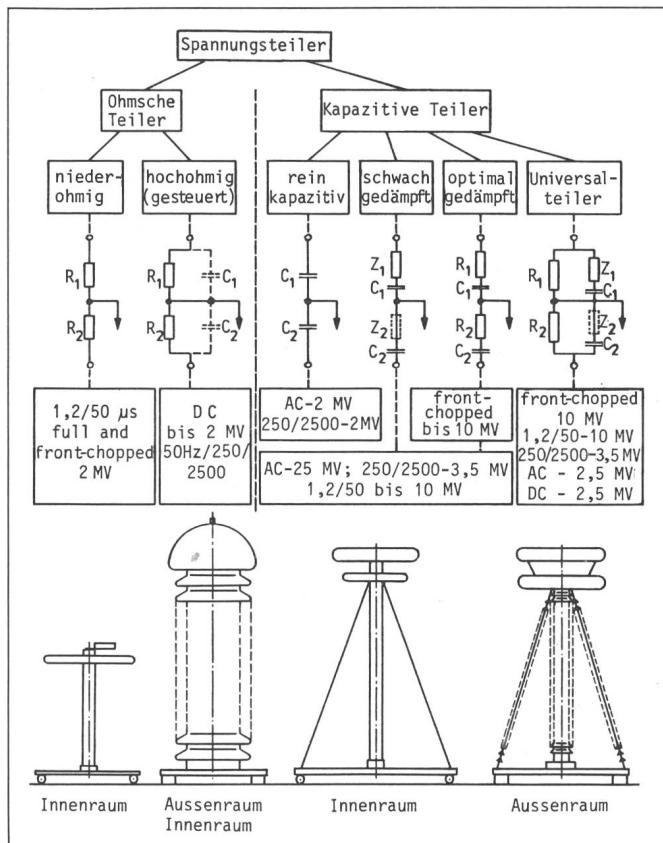 Spannungsteiler
Ohmsche
Teiler
Kapazitive Teiler
nieder-
ohmig
hochohmig
(gesteuert)
rein
kapazitiv
schwach
gedämpft
optimal
gedämpft
Universal-
teiler
R1
R2
R1
C1
R2
C2
C1
C2
Z1
C1
Z2
C2
R1
C1
R2
C2
R1
Z1
C1
R2
Z2
C2
1,2/50 µs
full and
front-chopped
2 MV
DC
bis 2 MV
50Hz/250/
2500
AC-2 MV
250/2500-2MV
front-
chopped
bis 10 MV
AC-25 MV; 250/2500-3,5 MV
1,2/50 bis 10 MV
front-chopped
10 MV
1,2/50-10 MV
250/2500-3,5MV
AC - 2,5 MV
DC - 2,5 MV
Innenraum
Aussenraum
Innenraum
Innenraum
Aussenraum